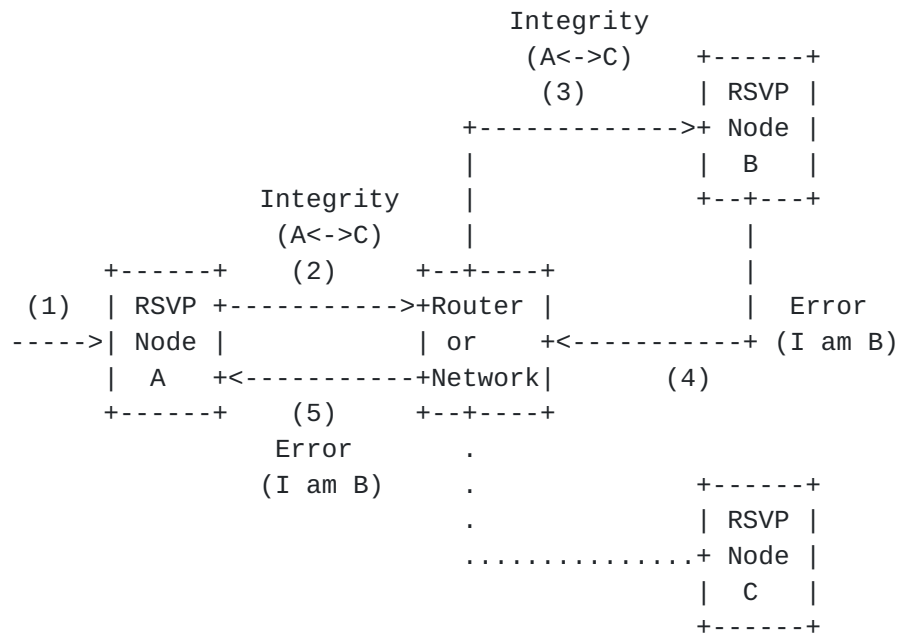 Integrity
(A<->C)     +------+
(3)       | RSVP |
+------------->+ Node |
|              |  B   |
Integrity    |              +--+---+
(A<->C)     |                 |
+------+    (2)     +--+----+            |
(1)  | RSVP +----------->+Router |            |  Error
----->| Node |            | or    +<-----------+ (I am B)
|  A   +<-----------+Network|       (4)
+------+    (5)     +--+----+
Error       .
(I am B)     .              +------+
.              | RSVP |
...............+ Node |
|  C   |
+------+